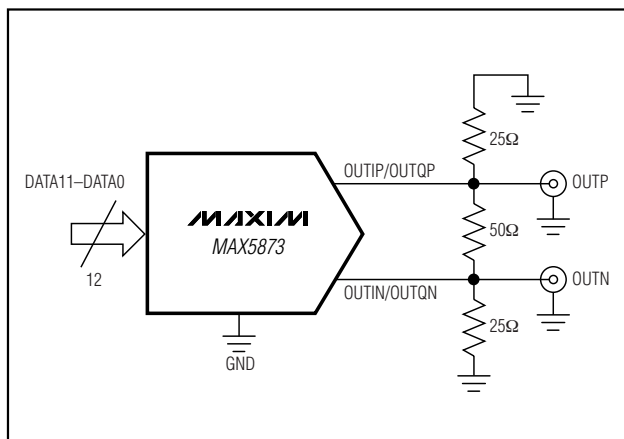 25Ω
DATA11–DATA0
OUTIP/OUTQP
OUTP
MAXIM
MAX5873
50Ω
12
OUTIN/OUTQN
OUTN
25Ω
GND